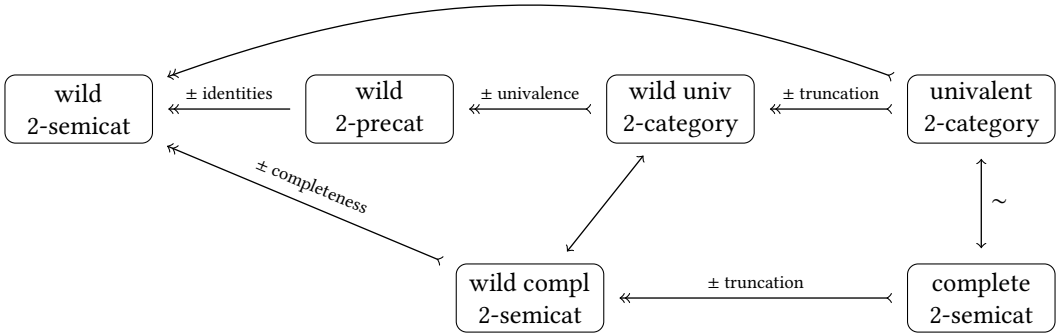 wild
2-semicat
± identities
wild
2-precat
± univalence
wild univ
2-category
± truncation
univalent
2-category
± completeness
∼
wild compl
2-semicat
± truncation
complete
2-semicat